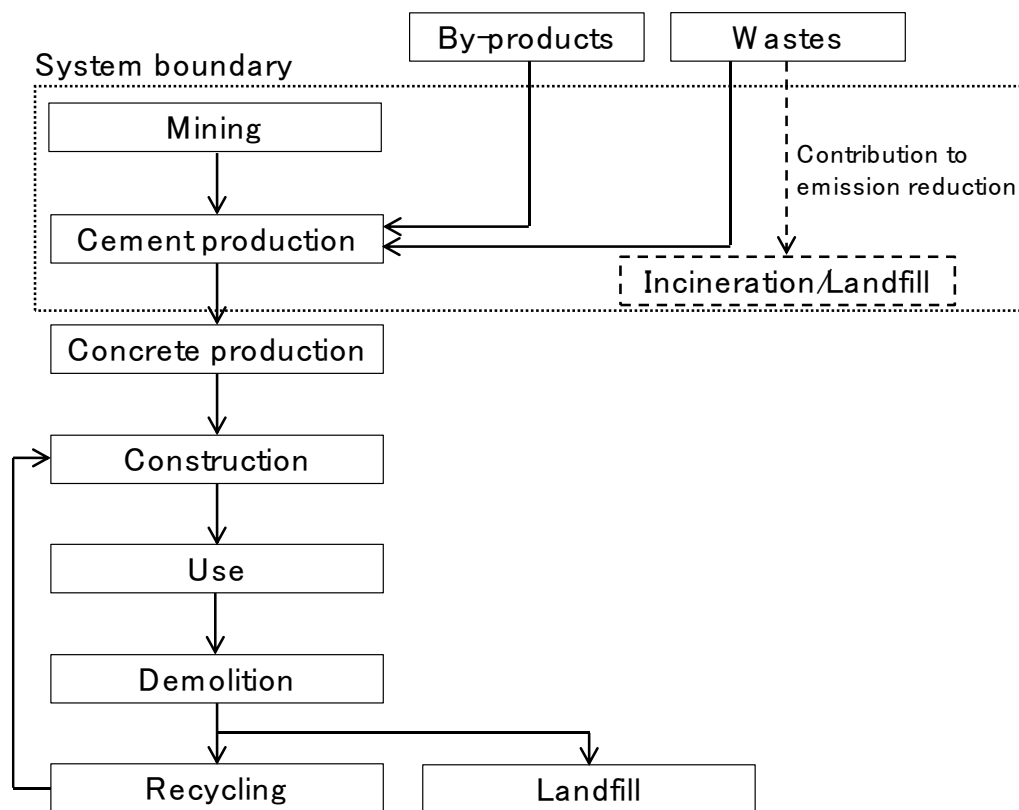 By-products
Wastes
System boundary
Mining
Contribution to
emission reduction
Cement production
Incineration/Landfill
Concrete production
Construction
Use
Demolition
Recycling
Landfill